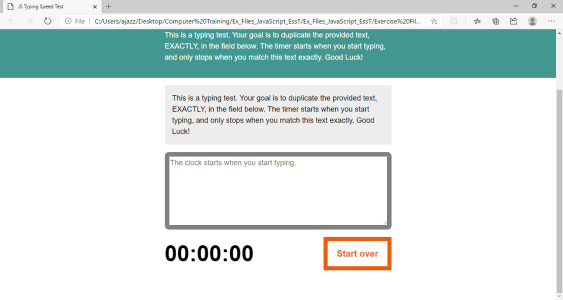 JS Typing Speed Test
File
C:/Users/ajazz/Desktop/Computer%20Training/Ex_Files_JavaScript_EssT/Ex_Files_JavaScript_EssT/Exercise%20Fil...
This is a typing test. Your goal is to duplicate the provided text,
EXACTLY, in the field below. The timer starts when you start typing,
and only stops when you match this text exactly. Good Luck!
This is a typing test. Your goal is to duplicate the provided text,
EXACTLY, in the field below. The timer starts when you start
typing, and only stops when you match this text exactly. Good
Luck!
The clock starts when you start typing.
00:00:00
Start over